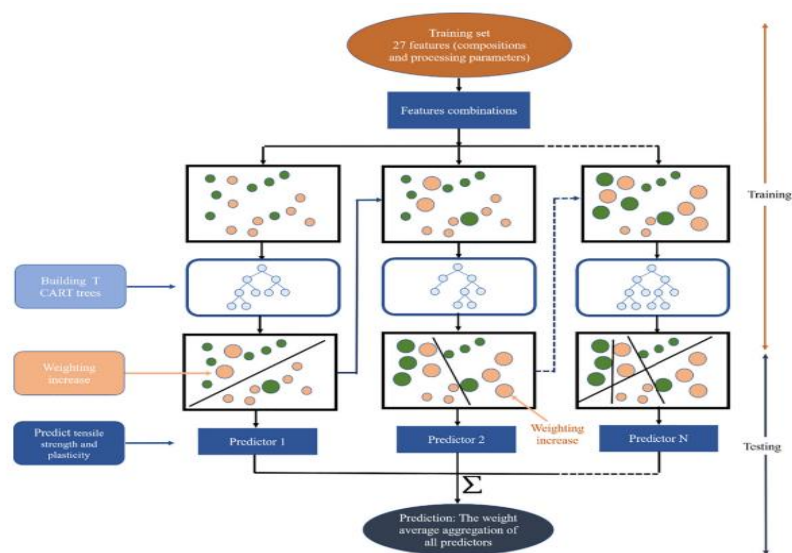 Training set
27 features (compositions
and processing parameters)
Features combinations
Training
Building T
CART trees
Weighting
increase
Predict tensile
strength and
plasticity
Predictor 1
Predictor 2
Weighting
increase
Predictor N
Testing
Σ
Prediction: The weight
average aggregation of
all predictors